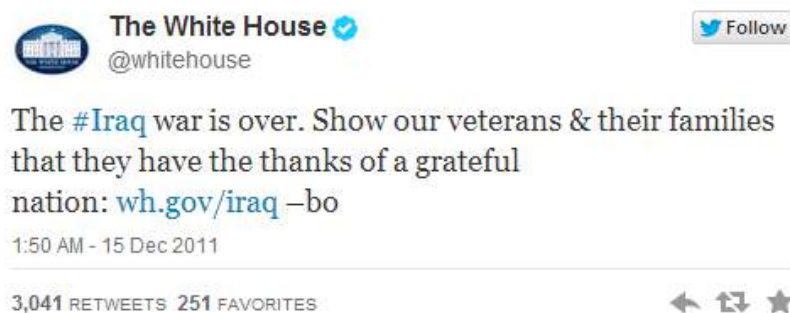 The White House
@whitehouse
Follow
The #Iraq war is over. Show our veterans & their families
that they have the thanks of a grateful
nation: wh.gov/iraq –bo
1:50 AM - 15 Dec 2011
3,041 RETWEETS 251 FAVORITES